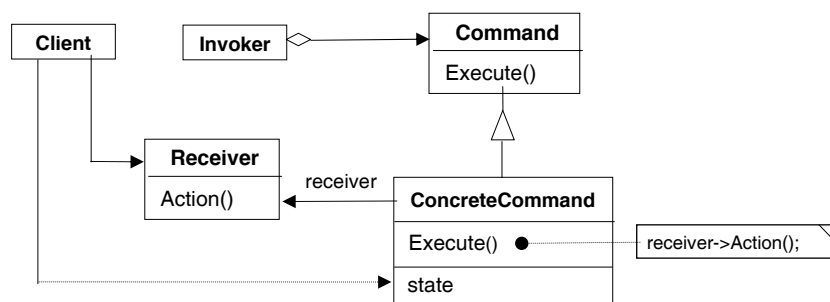 Client
Invoker
Command
Execute()
Receiver
Action()
receiver
ConcreteCommand
Execute()
receiver->Action();
state